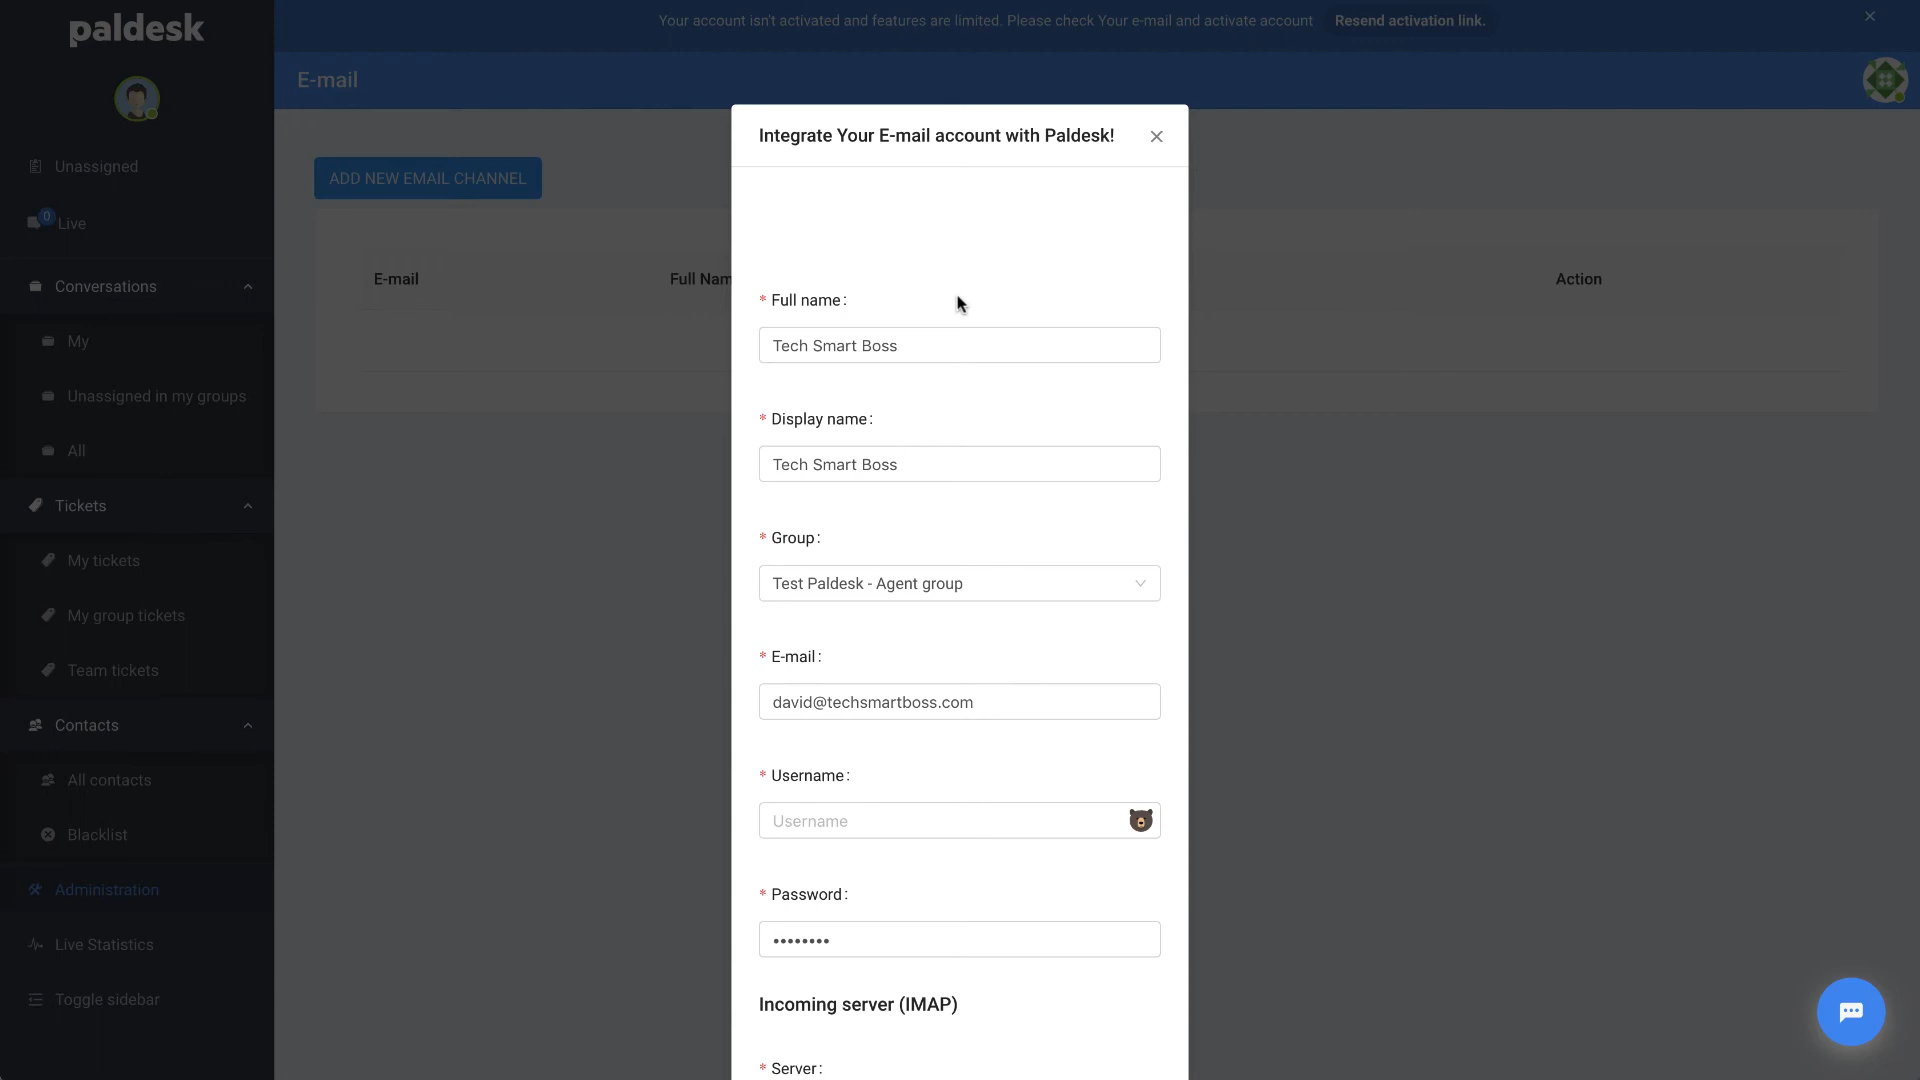 paldesk
Your account isn't activated and features are limited. Please check Your e-mail and activate account Resend activation link.
E-mail
Unassigned
0
Live
Conversations
My
Unassigned in my groups
All
Tickets
My tickets
My group tickets
Team tickets
Contacts
All contacts
Blacklist
Administration
Live Statistics
Toggle sidebar
ADD NEW EMAIL CHANNEL
E-mail Full Nam Action
Integrate Your E-mail account with Paldesk!
* Full name:
Tech Smart Boss
* Display name:
Tech Smart Boss
* Group:
Test Paldesk - Agent group
* E-mail:
david@techsmartboss.com
* Username:
Username
* Password:
••••••••
Incoming server (IMAP)
* Server: